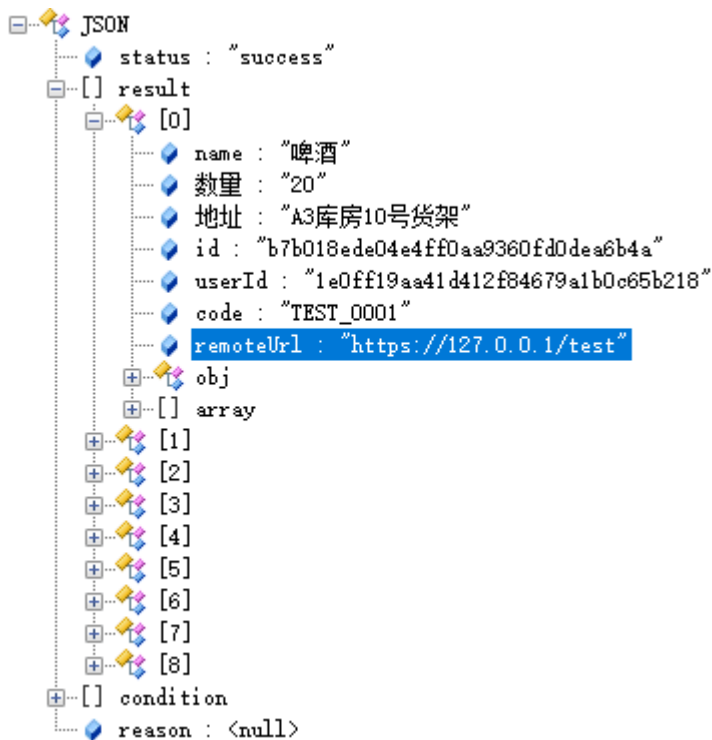 JSON
status : "success"
[] result
[0]
name : "啤酒"
数量 : "20"
地址 : "A3库房10号货架"
id : "b7b018ede04e4ff0aa9360fd0dea6b4a"
userId : "1e0ff19aa41d412f84679a1b0c65b218"
code : "TEST_0001"
remoteUrl : "https://127.0.0.1/test"
obj
[] array
[1]
[2]
[3]
[4]
[5]
[6]
[7]
[8]
[] condition
reason : <null>